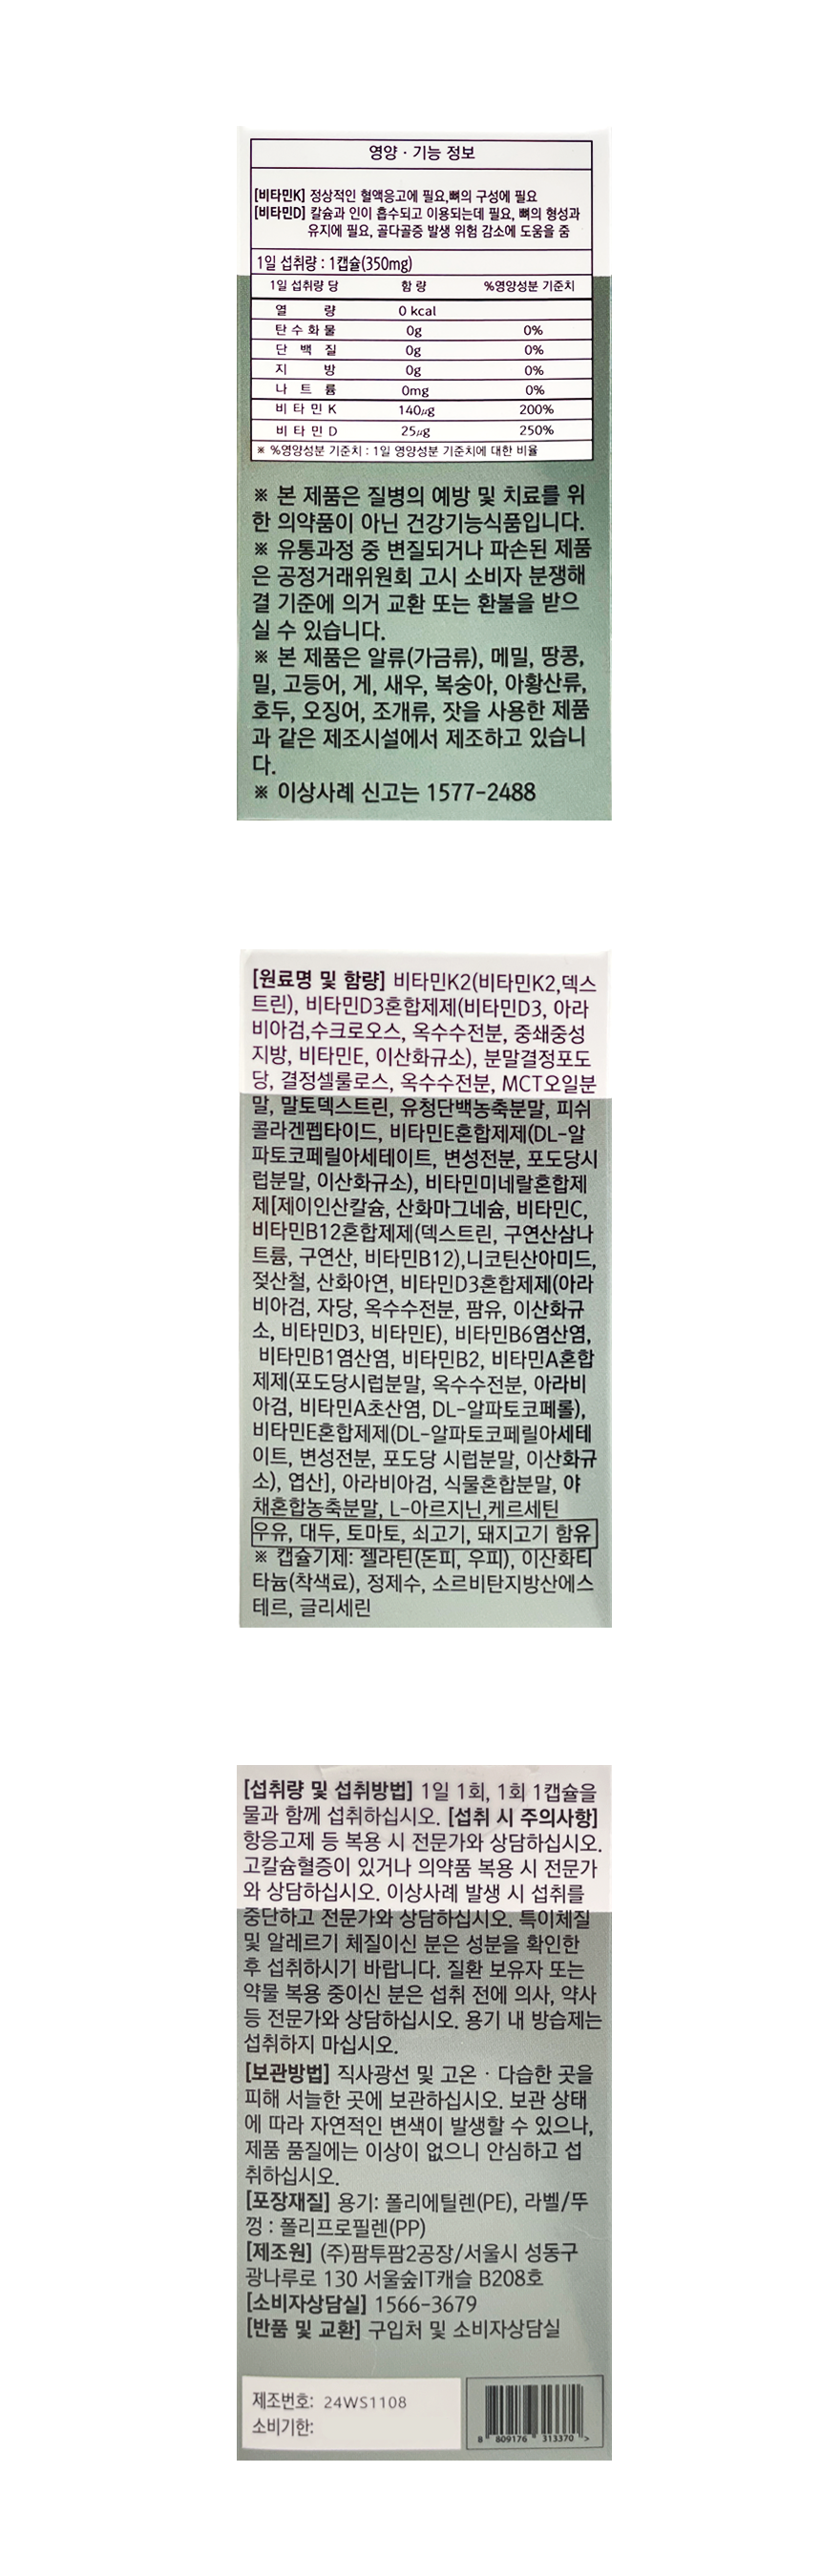 영양 · 기능 정보
[비타민K] 정상적인 혈액응고에 필요,뼈의 구성에 필요
[비타민D] 칼슘과 인이 흡수되고 이용되는데 필요, 뼈의 형성과
유지에 필요, 골다골증 발생 위험 감소에 도움을 줌
1일 섭취량 : 1캡슐(350mg)
1일 섭취량 당 함 량 %영양성분 기준치
열 량 0 kcal
탄 수 화 물 0g 0%
단 백 질 0g 0%
지 방 0g 0%
나 트 륨 0mg 0%
비 타 민 K 140㎍ 200%
비 타 민 D 25㎍ 250%
※ %영양성분 기준치 : 1일 영양성분 기준치에 대한 비율
※ 본 제품은 질병의 예방 및 치료를 위
한 의약품이 아닌 건강기능식품입니다.
※ 유통과정 중 변질되거나 파손된 제품
은 공정거래위원회 고시 소비자 분쟁해
결 기준에 의거 교환 또는 환불을 받으
실 수 있습니다.
※ 본 제품은 알류(가금류), 메밀, 땅콩,
밀, 고등어, 게, 새우, 복숭아, 아황산류,
호두, 오징어, 조개류, 잣을 사용한 제품
과 같은 제조시설에서 제조하고 있습니
다.
※ 이상사례 신고는 1577-2488
[원료명 및 함량] 비타민K2(비타민K2,덱스
트린), 비타민D3혼합제제(비타민D3, 아라
비아검,수크로오스, 옥수수전분, 중쇄중성
지방, 비타민E, 이산화규소), 분말결정포도
당, 결정셀룰로스, 옥수수전분, MCT오일분
말, 말토덱스트린, 유청단백농축분말, 피쉬
콜라겐펩타이드, 비타민E혼합제제(DL-알
파토코페릴아세테이트, 변성전분, 포도당시
럽분말, 이산화규소), 비타민미네랄혼합제
제[제이인산칼슘, 산화마그네슘, 비타민C,
비타민B12혼합제제(덱스트린, 구연산삼나
트륨, 구연산, 비타민B12),니코틴산아미드,
젖산철, 산화아연, 비타민D3혼합제제(아라
비아검, 자당, 옥수수전분, 팜유, 이산화규
소, 비타민D3, 비타민E), 비타민B6염산염,
비타민B1염산염, 비타민B2, 비타민A혼합
제제(포도당시럽분말, 옥수수전분, 아라비
아검, 비타민A초산염, DL-알파토코페롤),
비타민E혼합제제(DL-알파토코페릴아세테
이트, 변성전분, 포도당 시럽분말, 이산화규
소), 엽산], 아라비아검, 식물혼합분말, 야
채혼합농축분말, L-아르지닌,케르세틴
우유, 대두, 토마토, 쇠고기, 돼지고기 함유
※ 캡슐기제: 젤라틴(돈피, 우피), 이산화티
타늄(착색료), 정제수, 소르비탄지방산에스
테르, 글리세린
[섭취량 및 섭취방법] 1일 1회, 1회 1캡슐을
물과 함께 섭취하십시오. [섭취 시 주의사항]
항응고제 등 복용 시 전문가와 상담하십시오.
고칼슘혈증이 있거나 의약품 복용 시 전문가
와 상담하십시오. 이상사례 발생 시 섭취를
중단하고 전문가와 상담하십시오. 특이체질
및 알레르기 체질이신 분은 성분을 확인한
후 섭취하시기 바랍니다. 질환 보유자 또는
약물 복용 중이신 분은 섭취 전에 의사, 약사
등 전문가와 상담하십시오. 용기 내 방습제는
섭취하지 마십시오.
[보관방법] 직사광선 및 고온 · 다습한 곳을
피해 서늘한 곳에 보관하십시오. 보관 상태
에 따라 자연적인 변색이 발생할 수 있으나,
제품 품질에는 이상이 없으니 안심하고 섭
취하십시오.
[포장재질] 용기: 폴리에틸렌(PE), 라벨/뚜
껑 : 폴리프로필렌(PP)
[제조원] (주)팜투팜2공장/서울시 성동구
광나루로 130 서울숲IT캐슬 B208호
[소비자상담실] 1566-3679
[반품 및 교환] 구입처 및 소비자상담실
제조번호: 24WS1108
소비기한:
8 809176 313370 >